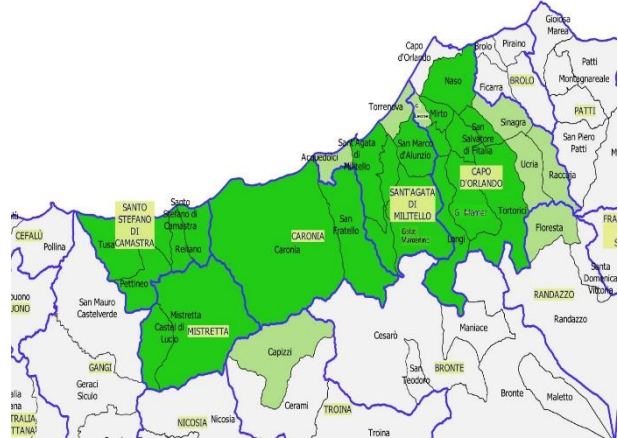 Gioiosa
Marea
Capo
d'Orlando
Brolo
Piraino
Patti
Montagnareale
BROLO
Naso
Ficarra
PATTI
Torrenova
Mirto
Sinagra
San
Salvatore
di Fitalia
San Piero
Patti
Sant'Agata
di
Militello
San Marco
d'Alunzio
Acquedolci
CAPO
D'ORLANDO
Ucria
Raccuja
SANTO
STEFANO
DI
CAMASTRA
Santo
Stefano di
Camastra
SANT'AGATA
DI
MILITELLO
Tortorici
CEFALÙ
Pollina
Tusa
Reitano
CARONIA
Caronia
San
Fratello
Longi
Floresta
Pettineo
Santa
Domenica
Vittoria
RANDAZZO
Randazzo
San Mauro
Castelverde
Mistretta
Castel di
Lucio
MISTRETTA
Cesarò
Maniace
Capizzi
GANGI
Geraci
Siculo
San
Teodoro
BRONTE
Bronte
Maletto
Cerami
TROINA
Troina
NICOSIA
Nicosia